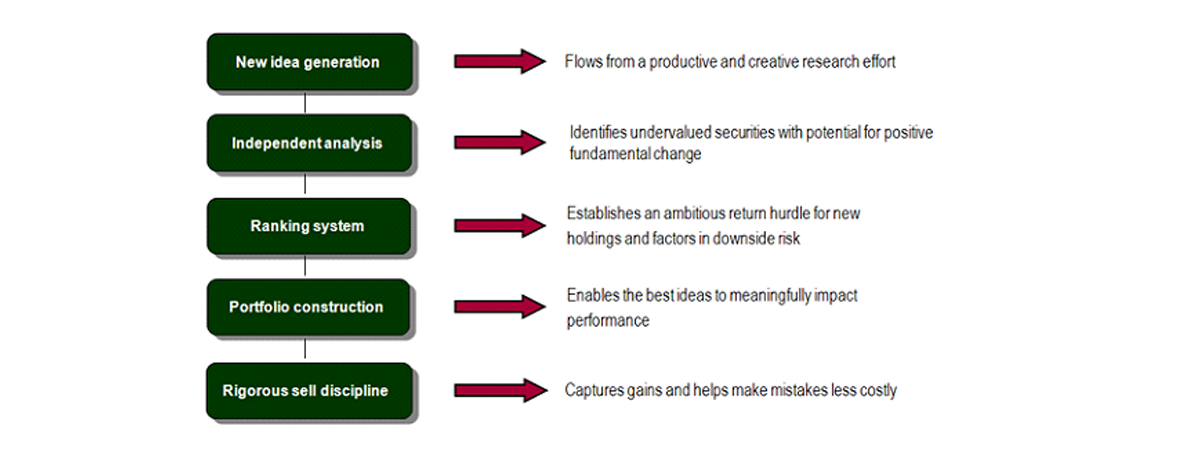 New idea generation
Flows from a productive and creative research effort
Independent analysis
Identifies undervalued securities with potential for positive
fundamental change
Ranking system
Establishes an ambitious return hurdle for new
holdings and factors in downside risk
Portfolio construction
Enables the best ideas to meaningfully impact
performance
Rigorous sell discipline
Captures gains and helps make mistakes less costly